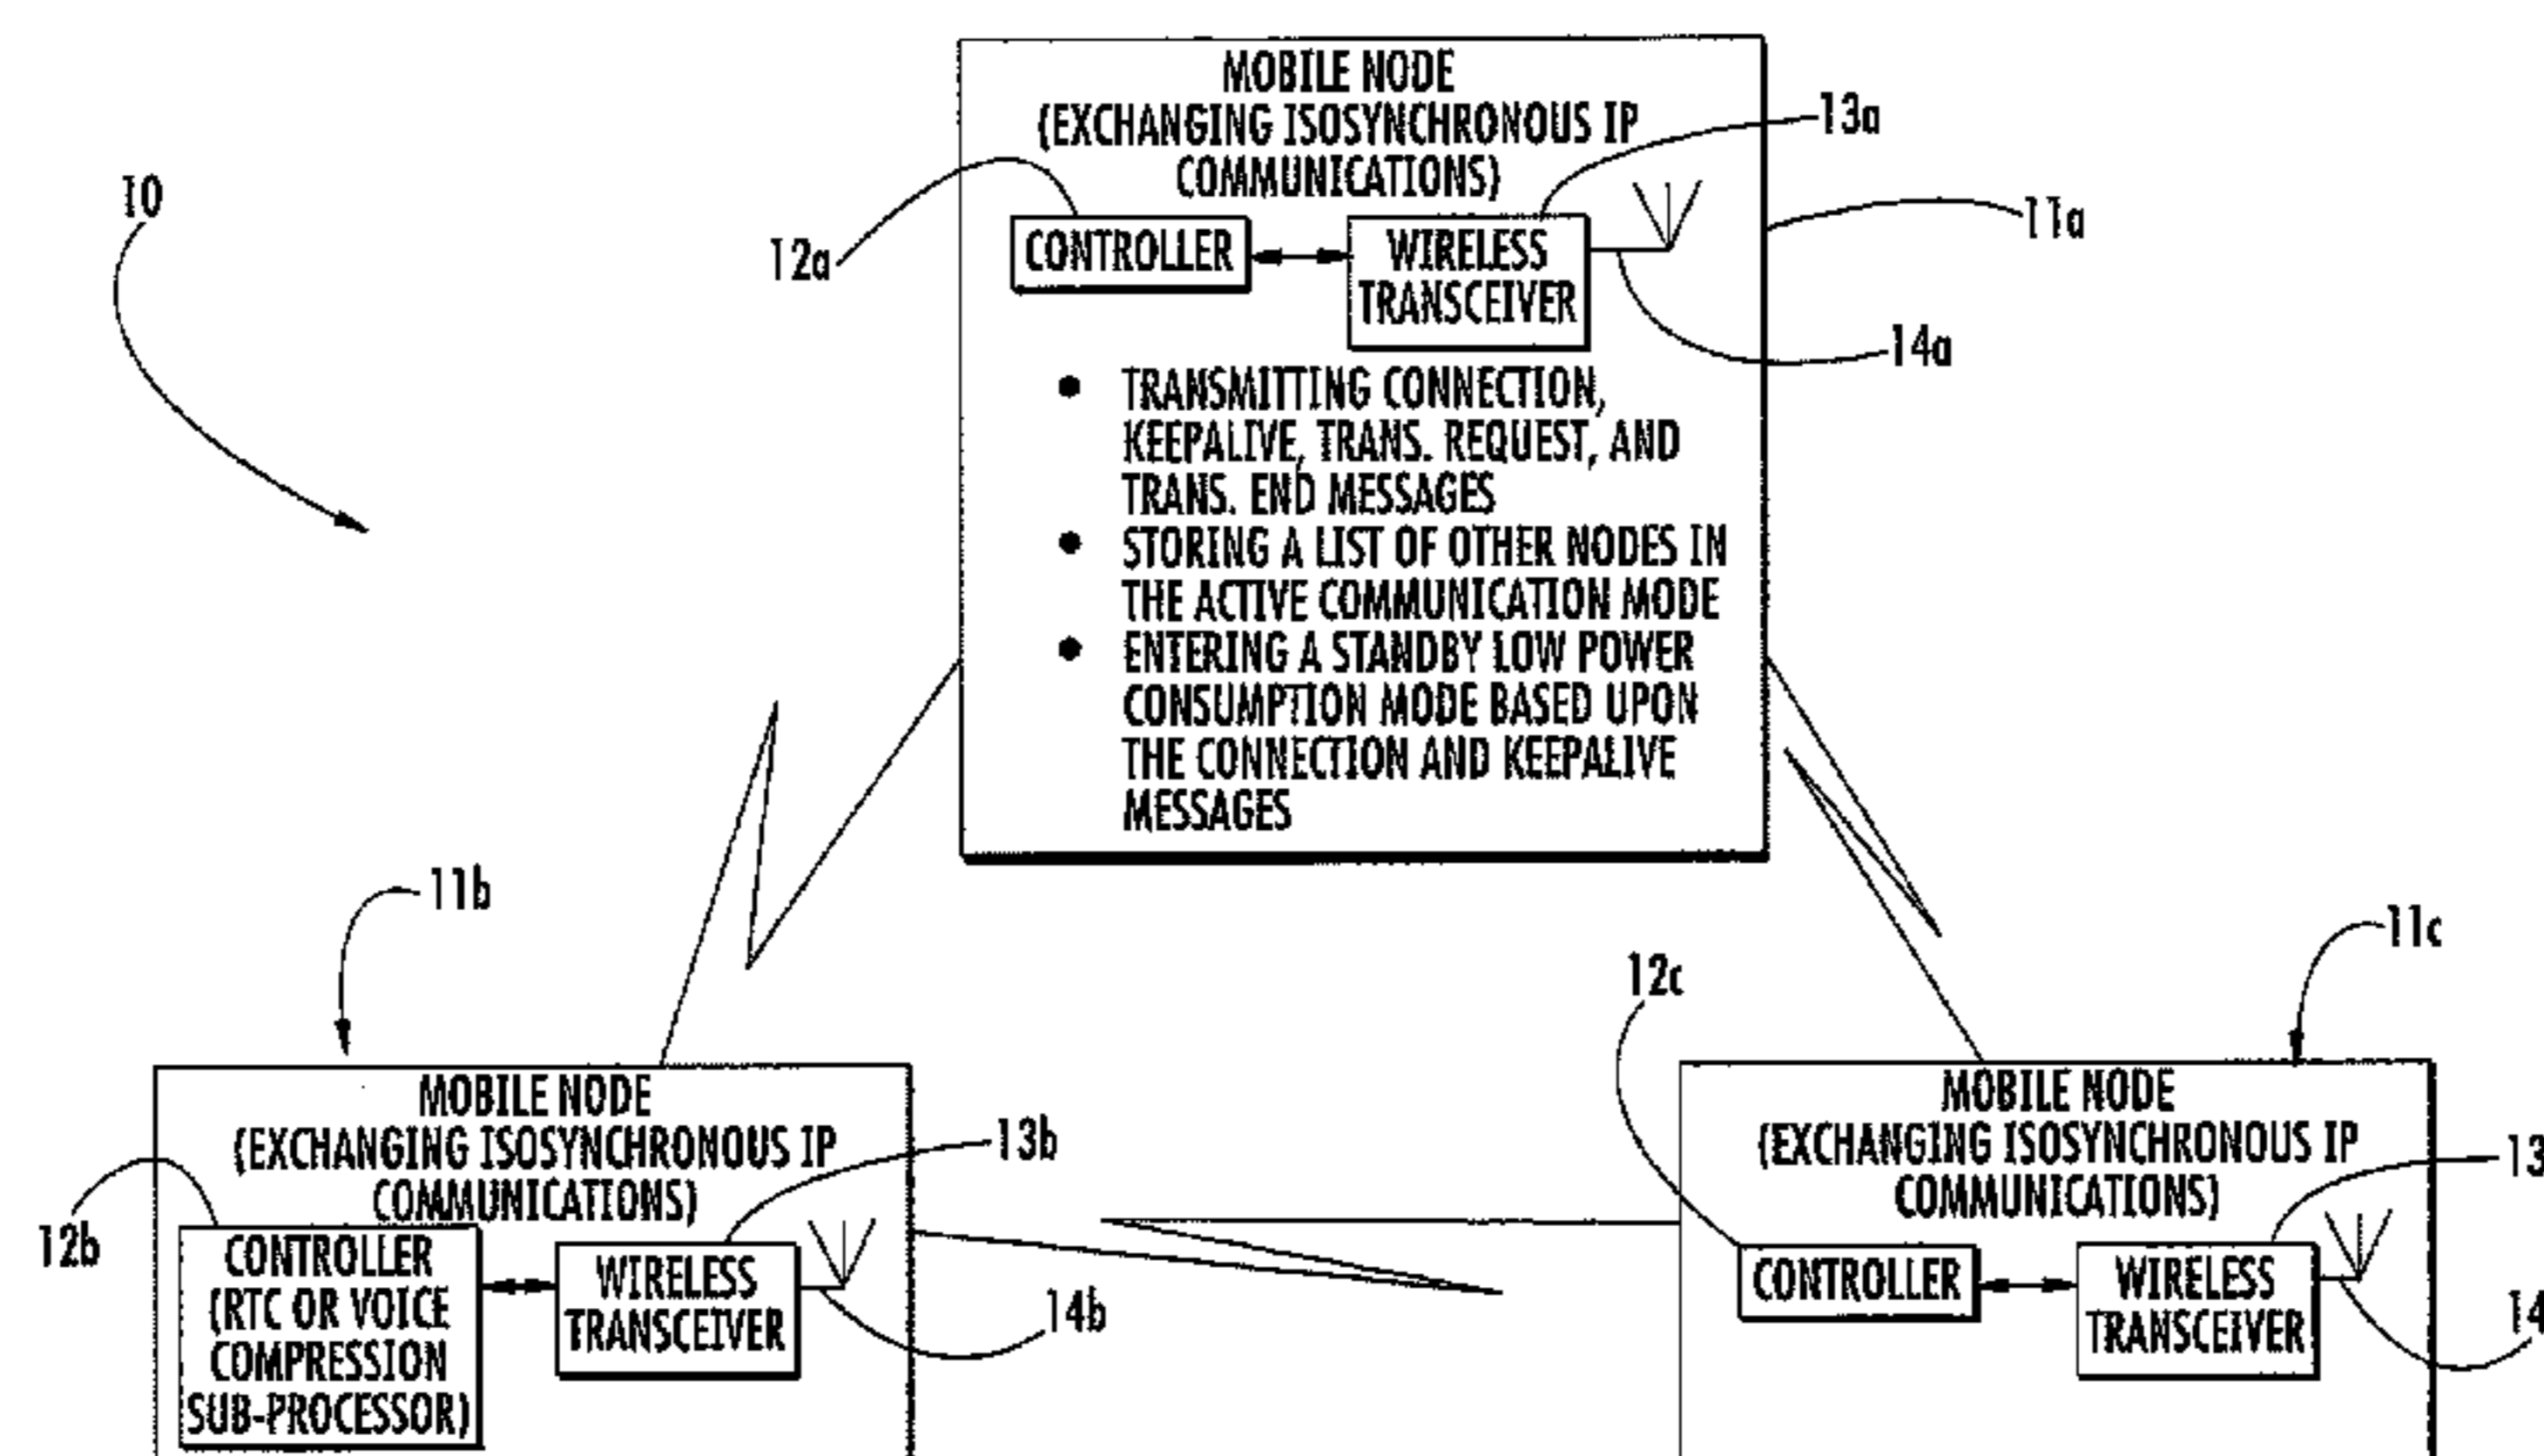 MOBILE NODE
(EXCHANGING ISOSYNCHRONOUS IP
COMMUNICATIONS)
13a
10
12a
CONTROLLER
WIRELESS
TRANSCEIVER
11a
14a
• TRANSMITTING CONNECTION,
KEEPALIVE, TRANS. REQUEST, AND
TRANS. END MESSAGES
• STORING A LIST OF OTHER NODES IN
THE ACTIVE COMMUNICATION MODE
• ENTERING A STANDBY LOW POWER
CONSUMPTION MODE BASED UPON
THE CONNECTION AND KEEPALIVE
MESSAGES
11b
11c
12c
MOBILE NODE
(EXCHANGING ISOSYNCHRONOUS IP
COMMUNICATIONS)
13b
12b
CONTROLLER
(RTC OR VOICE
COMPRESSION
SUB-PROCESSOR)
WIRELESS
TRANSCEIVER
14b
MOBILE NODE
(EXCHANGING ISOSYNCHRONOUS IP
COMMUNICATIONS)
13
CONTROLLER
WIRELESS
TRANSCEIVER
14